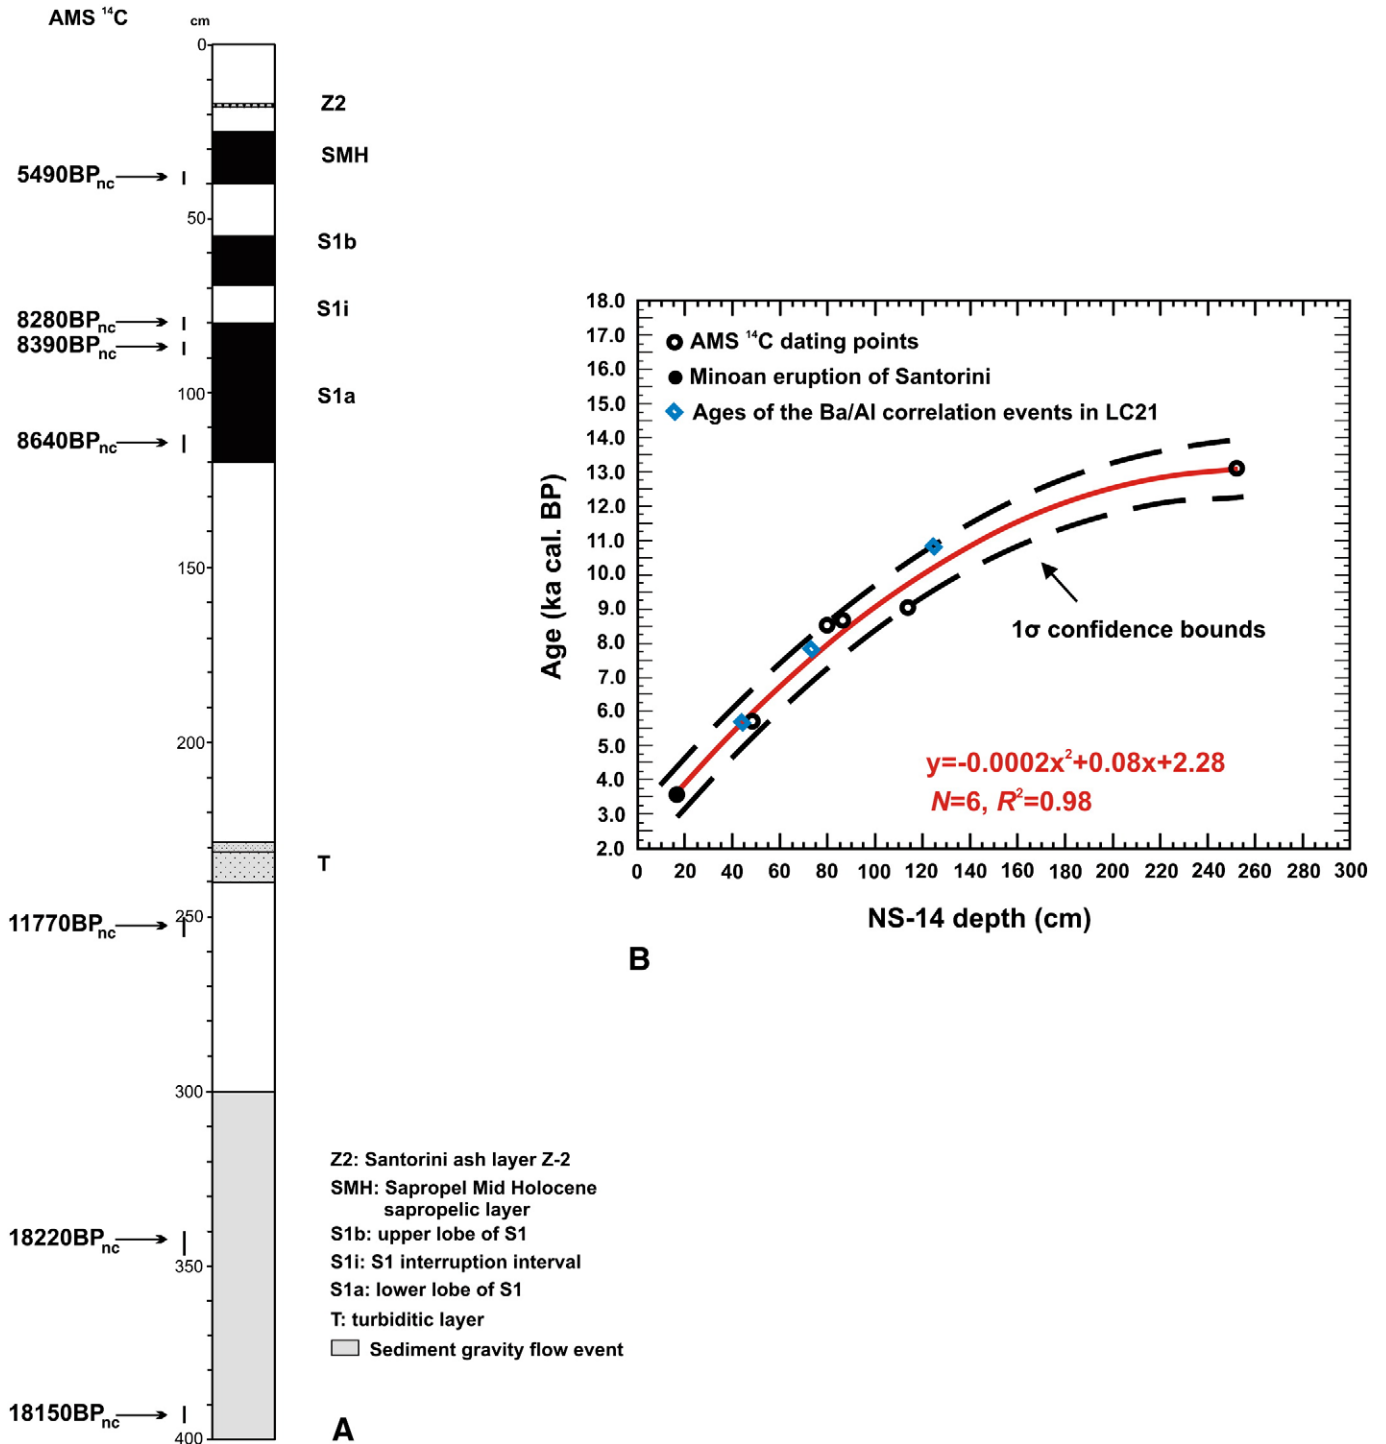 AMS ¹⁴C
cm
0
Z2
SMH
5490BPnc
50
S1b
S1i
8280BPnc
8390BPnc
100
S1a
8640BPnc
150
200
T
250
11770BPnc
300
18220BPnc
350
18150BPnc
400
Z2: Santorini ash layer Z-2
SMH: Sapropel Mid Holocene
sapropelic layer
S1b: upper lobe of S1
S1i: S1 interruption interval
S1a: lower lobe of S1
T: turbiditic layer
Sediment gravity flow event
A
18.0
17.0
16.0
15.0
14.0
13.0
12.0
11.0
10.0
9.0
8.0
7.0
6.0
5.0
4.0
3.0
2.0
Age (ka cal. BP)
AMS ¹⁴C dating points
Minoan eruption of Santorini
Ages of the Ba/Al correlation events in LC21
1σ confidence bounds
y=-0.0002x²+0.08x+2.28
N=6, R²=0.98
0 20 40 60 80 100 120 140 160 180 200 220 240 260 280 300
NS-14 depth (cm)
B